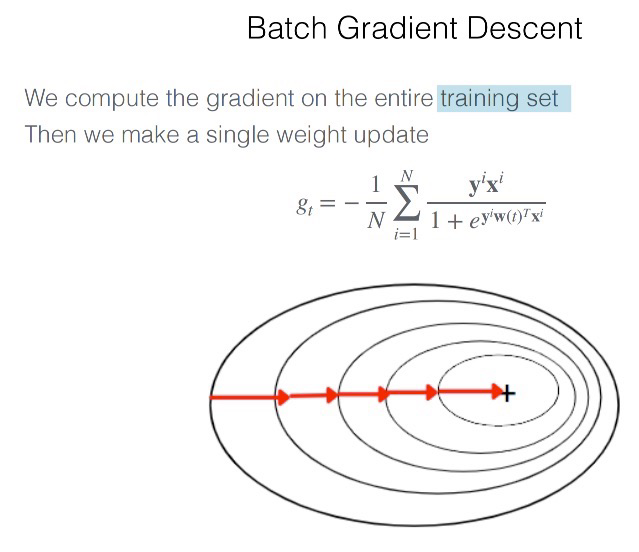 Batch Gradient Descent
We compute the gradient on the entire training set
Then we make a single weight update
g_t = -\frac{1}{N} \sum_{i=1}^{N} \frac{\mathbf{y}^i \mathbf{x}^i}{1 + e^{\mathbf{y}^i \mathbf{w}(t)^T \mathbf{x}^i}}
+